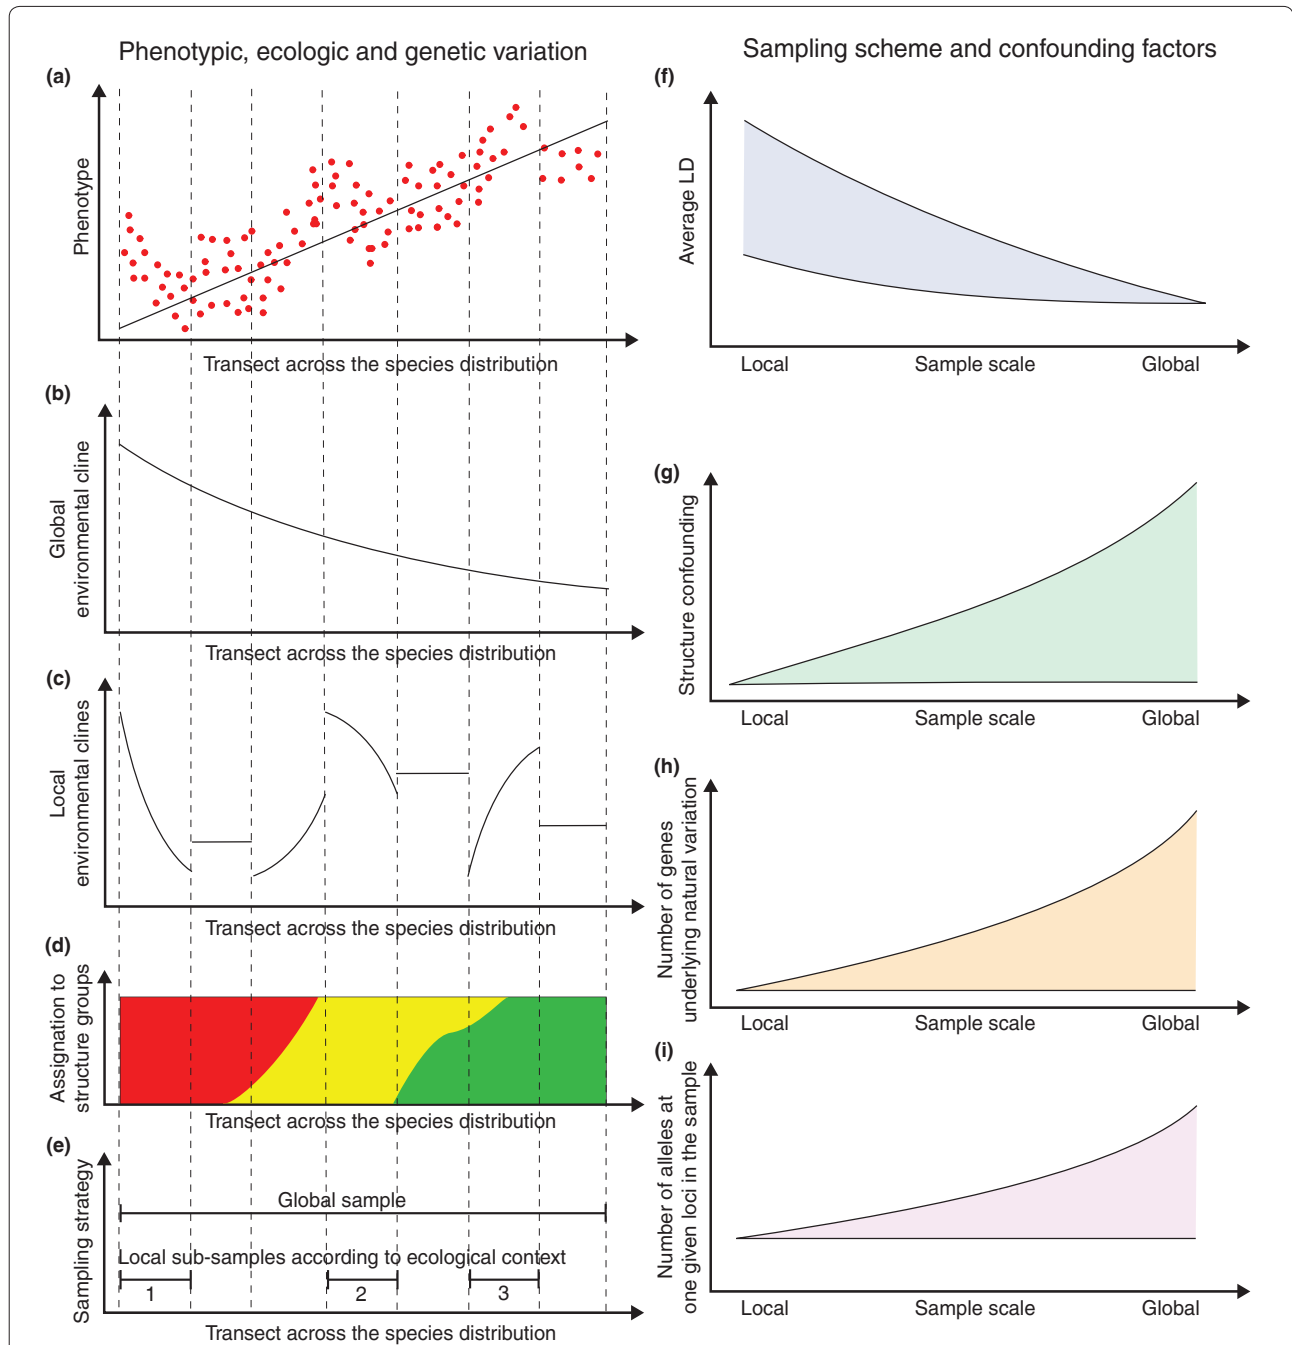 Phenotypic, ecologic and genetic variation
(a)
Phenotype
Transect across the species distribution
(b)
Global
environmental cline
Transect across the species distribution
(c)
Local
environmental clines
Transect across the species distribution
(d)
Assignation to
structure groups
Transect across the species distribution
(e)
Sampling strategy
Global sample
Local sub-samples according to ecological context
1 2 3
Transect across the species distribution
Sampling scheme and confounding factors
(f)
Average LD
Local Sample scale Global
(g)
Structure confounding
Local Sample scale Global
(h)
Number of genes
underlying natural variation
Local Sample scale Global
(i)
Number of alleles at
one given loci in the sample
Local Sample scale Global